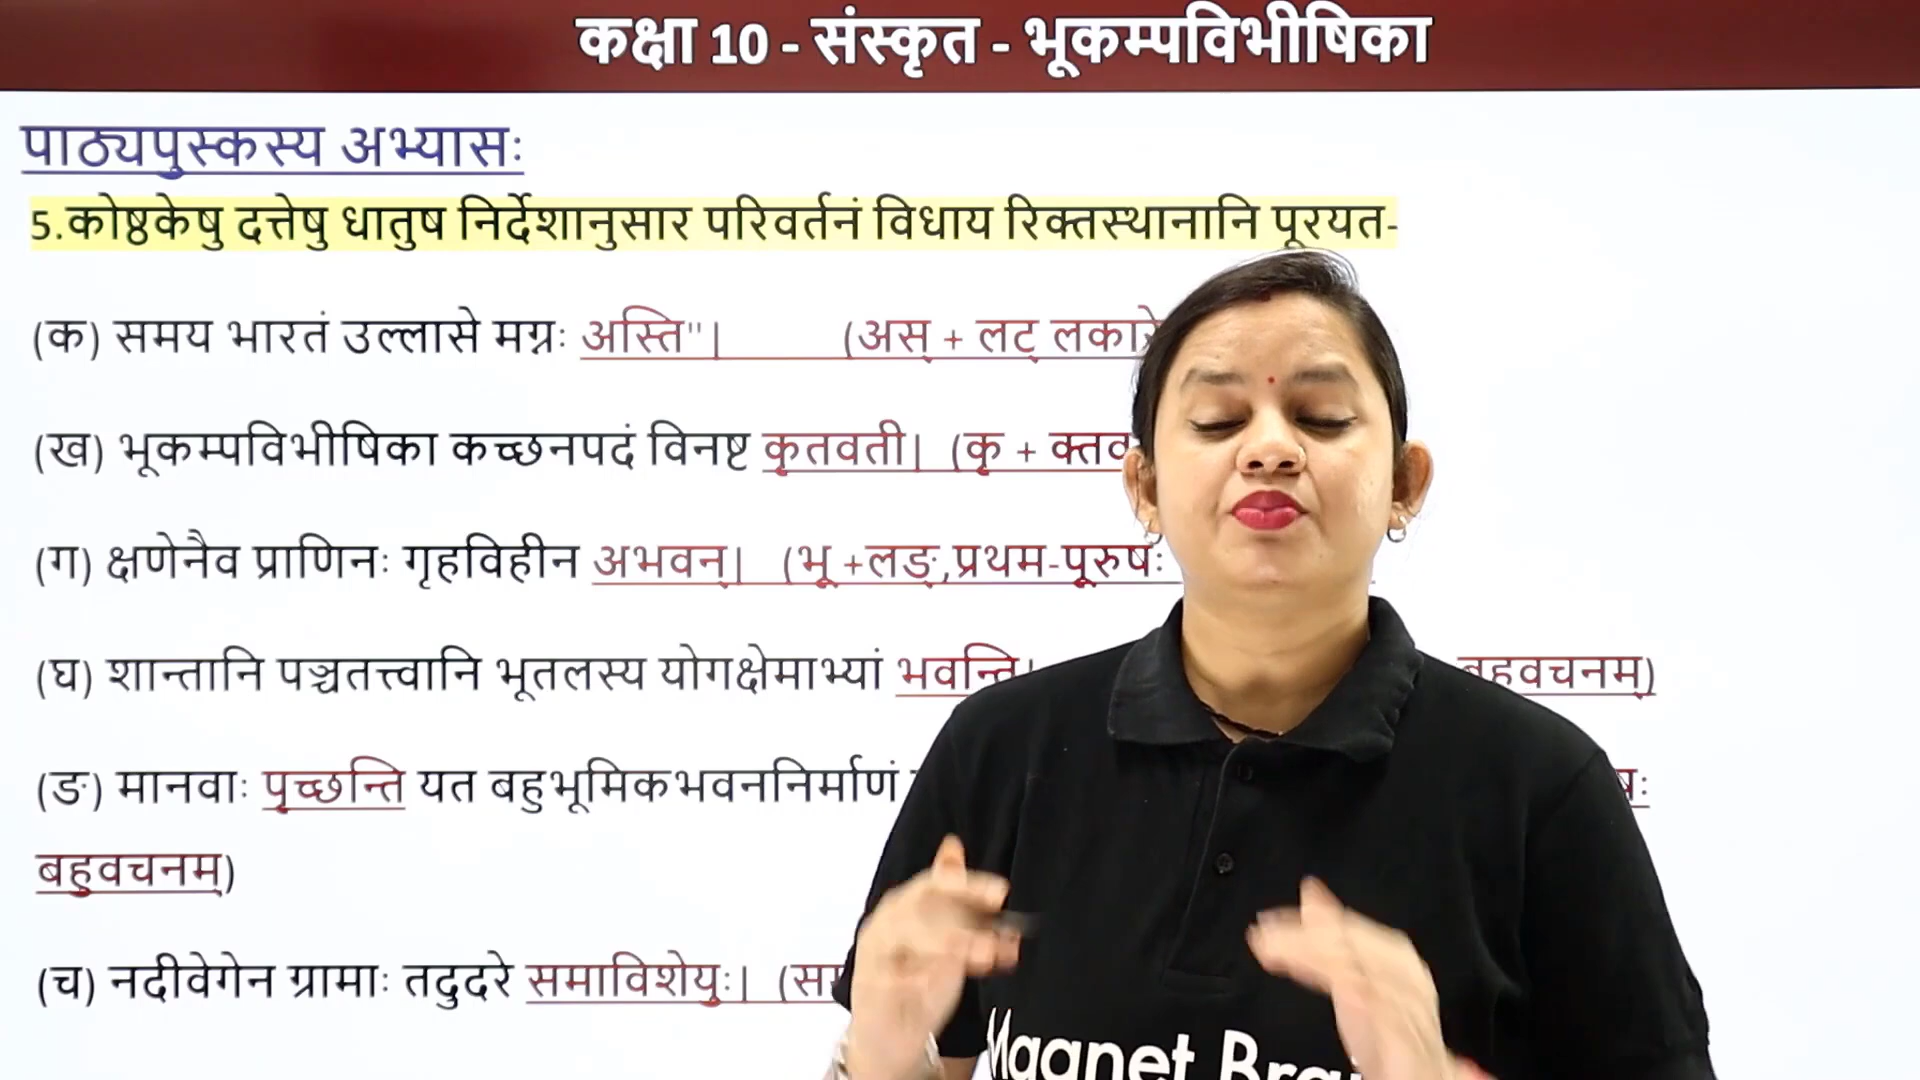 कक्षा 10 - संस्कृत - भूकम्पविभीषिका
पाठ्यपुस्कस्य अभ्यासः
5.कोष्ठकेषु दत्तेषु धातुष निर्देशानुसार परिवर्तनं विधाय रिक्तस्थानानि पूरयत-
(क) समय भारतं उल्लासे मग्नः अस्ति"| (अस् + लट् लकारे
(ख) भूकम्पविभीषिका कच्छनपदं विनष्ट कृतवती| (कृ + क्तव
(ग) क्षणेनैव प्राणिनः गृहविहीन अभवन्| (भू +लङ्,प्रथम-पूरुषः
(घ) शान्तानि पञ्चतत्त्वानि भूतलस्य योगक्षेमाभ्यां भवन्ति| बहुवचनम्)
(ङ) मानवाः पृच्छन्ति यत बहुभूमिकभवननिर्माणं
बहुवचनम्)
(च) नदीवेगेन ग्रामाः तदुदरे समाविशेयुः| (सम
Magnet Bra